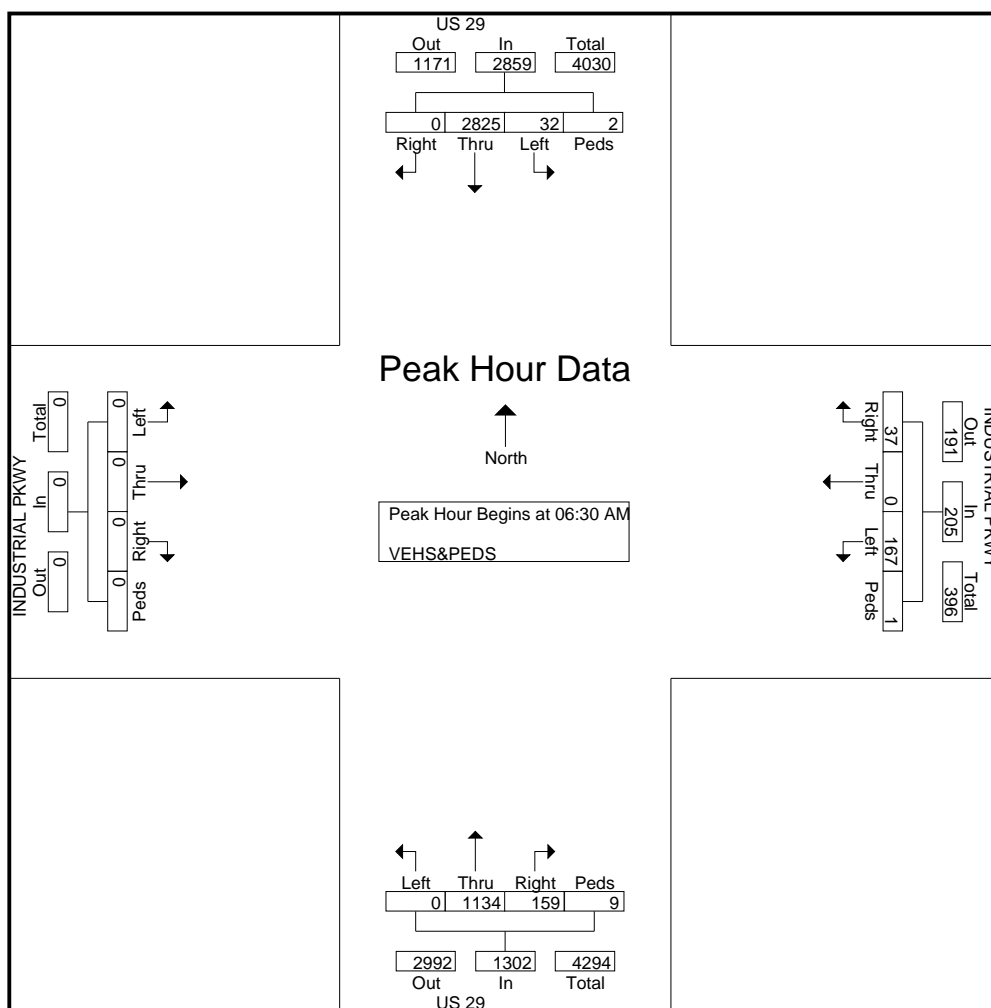 US 29
Out In Total
1171 2859 4030
0 2825 32 2
Right Thru Left Peds
Peak Hour Data
North
Peak Hour Begins at 06:30 AM
VEHS&PEDS
INDUSTRIAL PKWY
Total In Out
0 0 0
0 0 0 0
Left Thru Right Peds
Right Thru Left Peds
37 0 167 1
191 205 396
Out In Total
INDUSTRIAL PKWY
Left Thru Right Peds
0 1134 159 9
2992 1302 4294
Out In Total
US 29